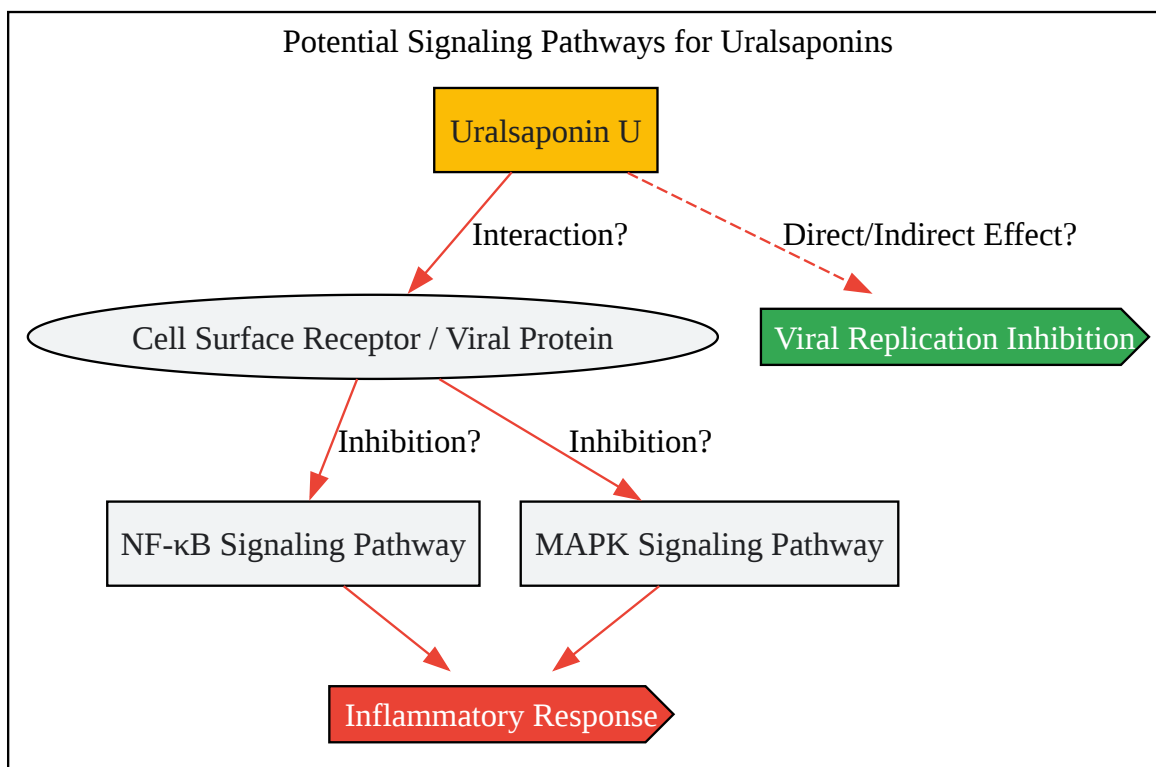 Potential Signaling Pathways for Uralsaponins
Uralsaponin U
Interaction?
Direct/Indirect Effect?
Cell Surface Receptor / Viral Protein
Viral Replication Inhibition
Inhibition?
Inhibition?
NF-κB Signaling Pathway
MAPK Signaling Pathway
Inflammatory Response